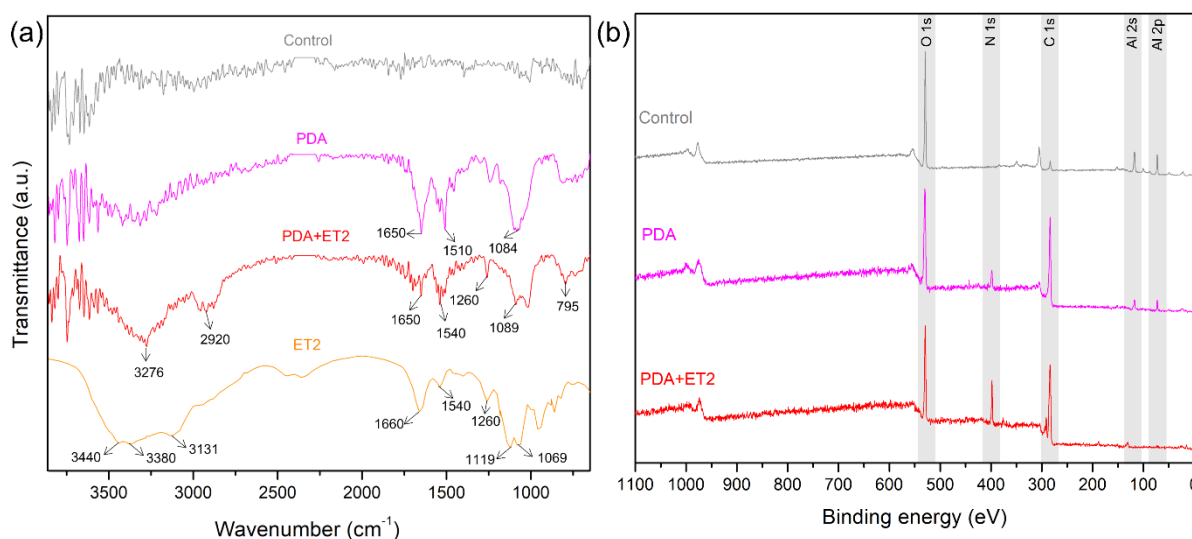 (a)
Control
PDA
1650
1510
1084
PDA+ET2
3276
2920
1650
1540
1260
1089
795
ET2
3440
3380
3131
1660
1540
1260
1119
1069
3500 3000 2500 2000 1500 1000
Wavenumber (cm-1)
Transmittance (a.u.)
(b)
O 1s
N 1s
C 1s
Al 2s
Al 2p
Control
PDA
PDA+ET2
1100 1000 900 800 700 600 500 400 300 200 100 0
Binding energy (eV)